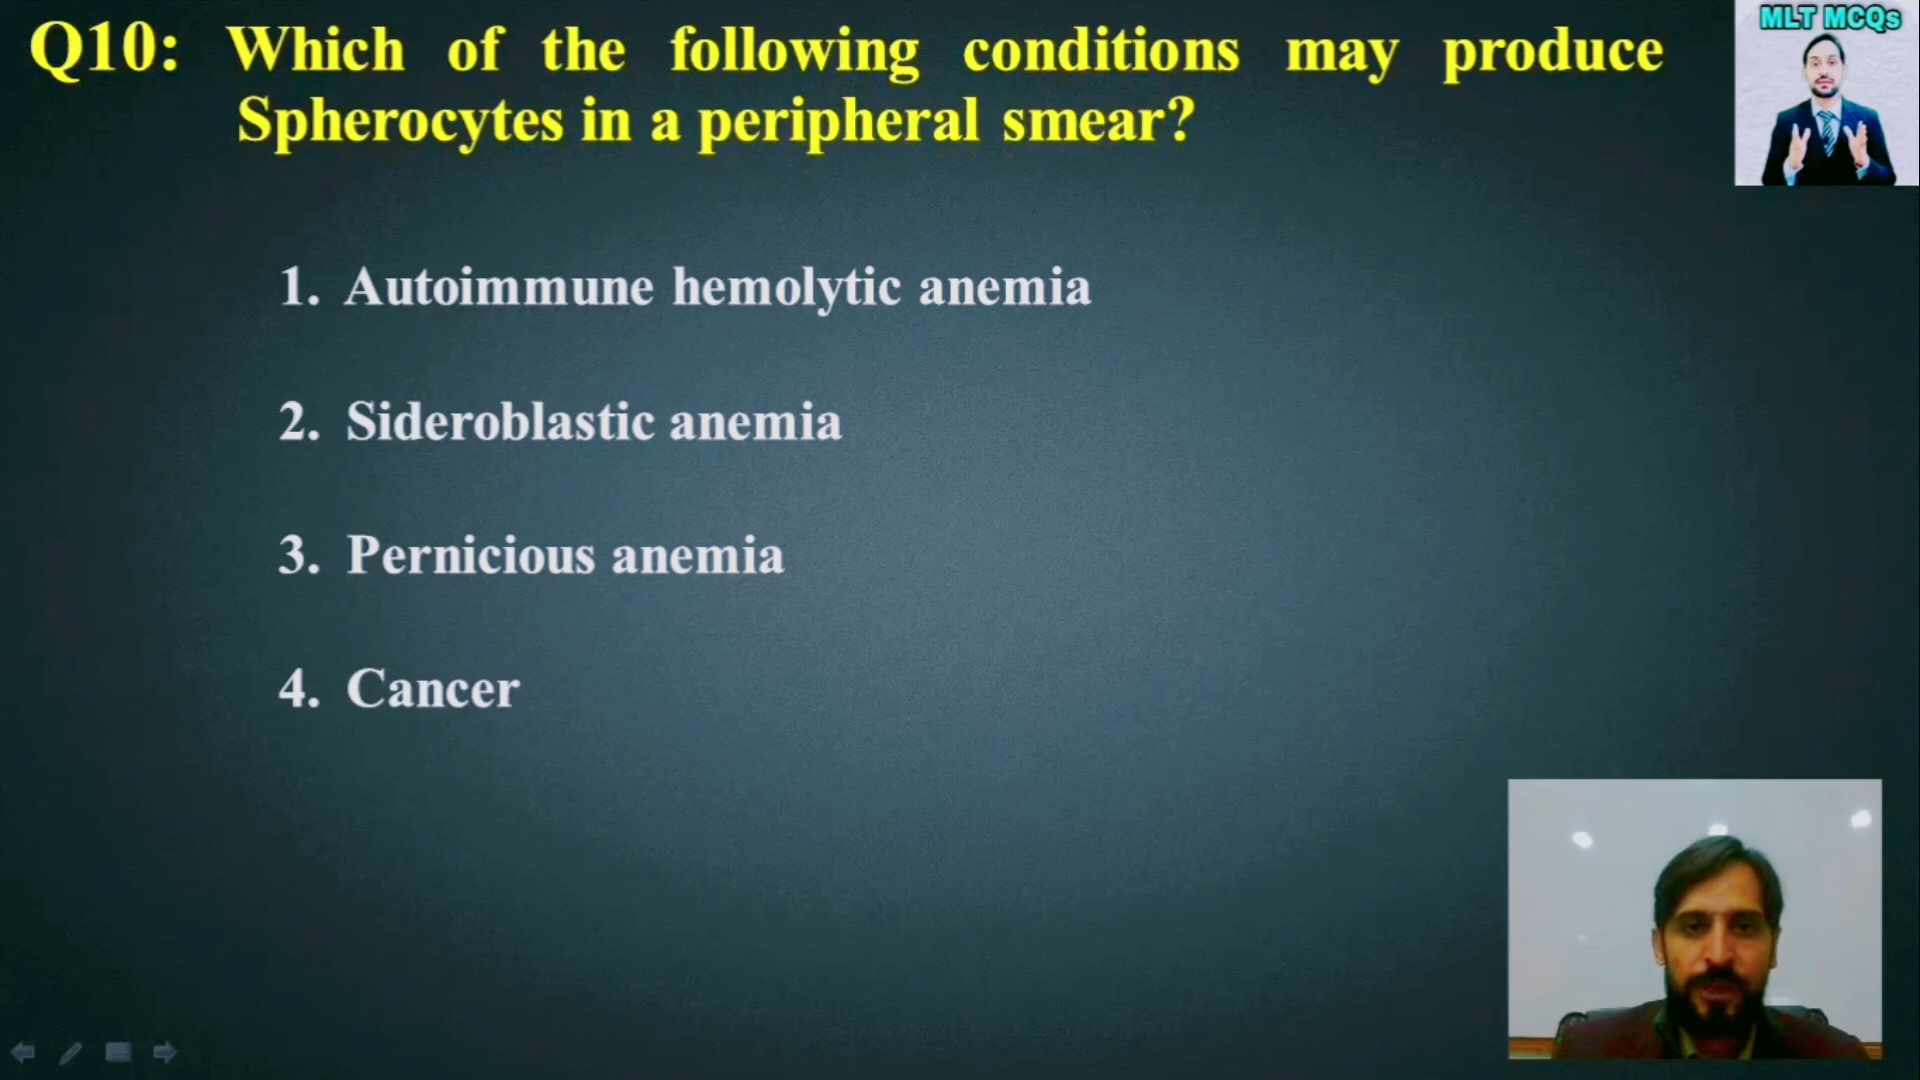 MLT MCQs
Q10: Which of the following conditions may produce
Spherocytes in a peripheral smear?
1. Autoimmune hemolytic anemia
2. Sideroblastic anemia
3. Pernicious anemia
4. Cancer